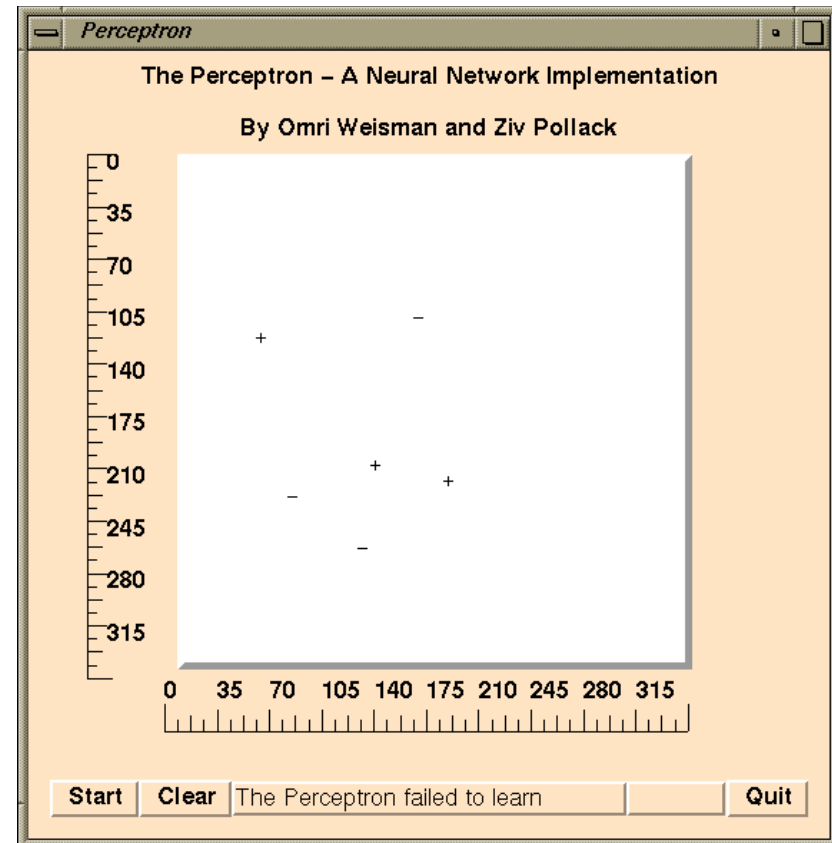 Perceptron
The Perceptron – A Neural Network Implementation
By Omri Weisman and Ziv Pollack
0
35
70
105
140
175
210
245
280
315
0 35 70 105 140 175 210 245 280 315
Start Clear The Perceptron failed to learn Quit